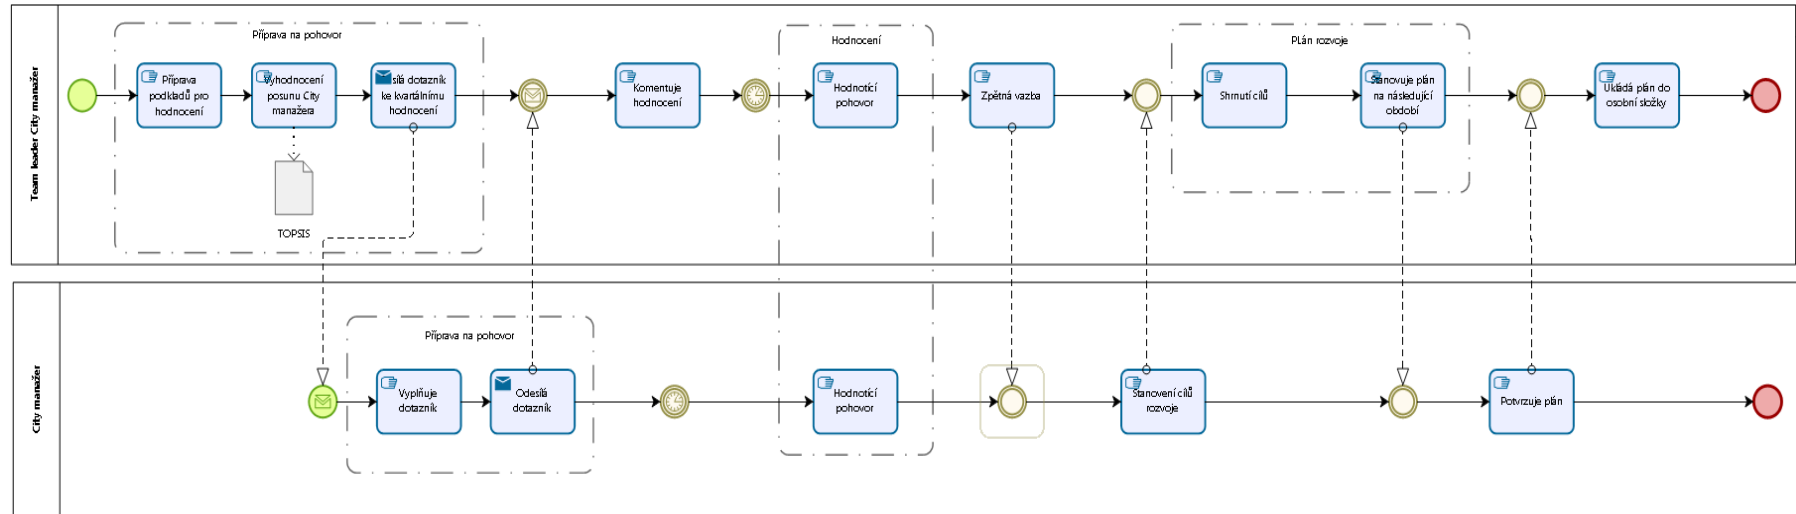 Team leader City manažer
Příprava na pohovor
Příprava
podkladů pro
hodnocení
Vyhodnocení
posunu City
manažera
sílá dotazník
ke kvartálnímu
hodnocení
TOPSIS
Komentuje
hodnocení
Hodnocení
Hodnotící
pohovor
Zpětná vazba
PLán rozvoje
Shrnutí cílů
Stanovuje plán
na následující
období
Ukládá plán do
osobní složky
City manažer
Příprava na pohovor
Vyplňuje
dotazník
Odesílá
dotazník
Hodnotící
pohovor
Stanovení cílů
rozvoje
Potvrzuje plán